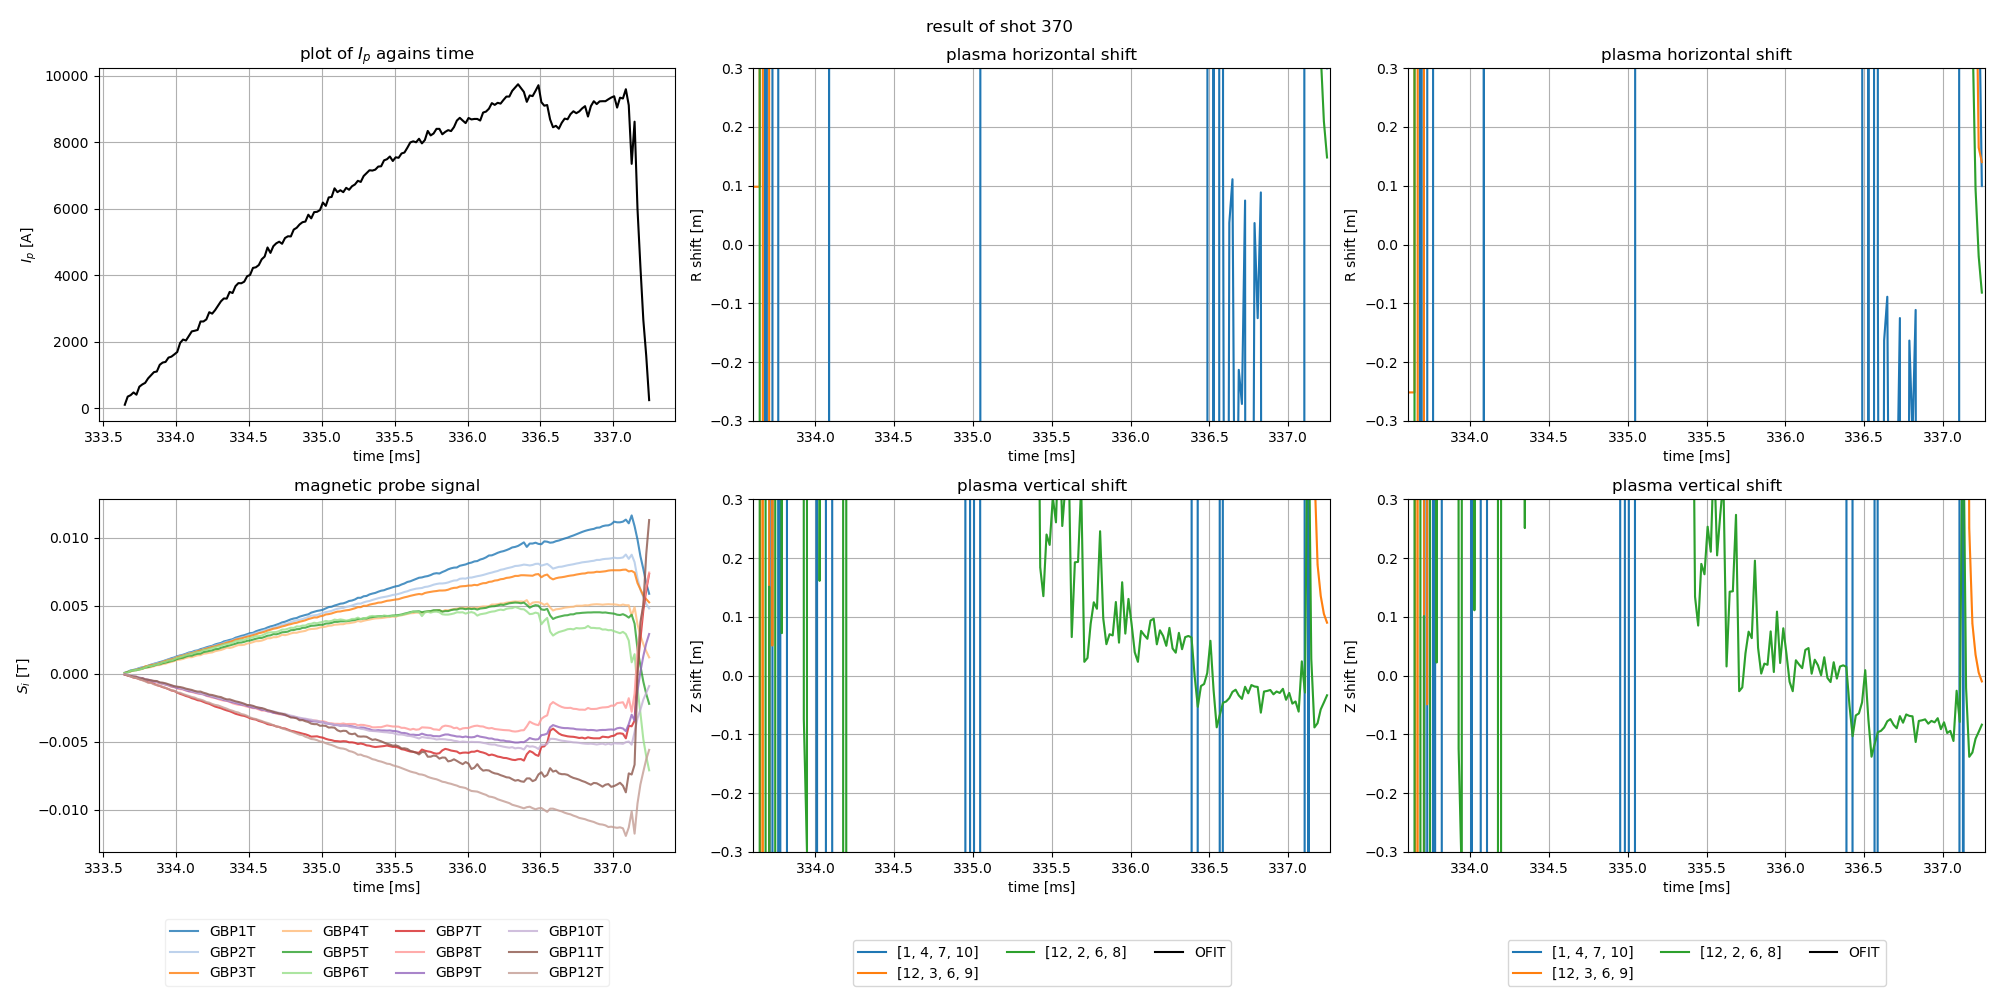 result of shot 370
plot of I_p agains time
10000
8000
6000
4000
2000
0
I_p [A]
333.5 334.0 334.5 335.0 335.5 336.0 336.5 337.0
time [ms]
plasma horizontal shift
0.3
0.2
0.1
0.0
−0.1
−0.2
−0.3
R shift [m]
334.0 334.5 335.0 335.5 336.0 336.5 337.0
time [ms]
plasma horizontal shift
0.3
0.2
0.1
0.0
−0.1
−0.2
−0.3
R shift [m]
334.0 334.5 335.0 335.5 336.0 336.5 337.0
time [ms]
magnetic probe signal
0.010
0.005
0.000
−0.005
−0.010
S_i [T]
333.5 334.0 334.5 335.0 335.5 336.0 336.5 337.0
time [ms]
plasma vertical shift
0.3
0.2
0.1
0.0
−0.1
−0.2
−0.3
Z shift [m]
334.0 334.5 335.0 335.5 336.0 336.5 337.0
time [ms]
plasma vertical shift
0.3
0.2
0.1
0.0
−0.1
−0.2
−0.3
Z shift [m]
334.0 334.5 335.0 335.5 336.0 336.5 337.0
time [ms]
GBP1T GBP4T GBP7T GBP10T
GBP2T GBP5T GBP8T GBP11T
GBP3T GBP6T GBP9T GBP12T
[1, 4, 7, 10] [12, 2, 6, 8] OFIT
[12, 3, 6, 9]
[1, 4, 7, 10] [12, 2, 6, 8] OFIT
[12, 3, 6, 9]